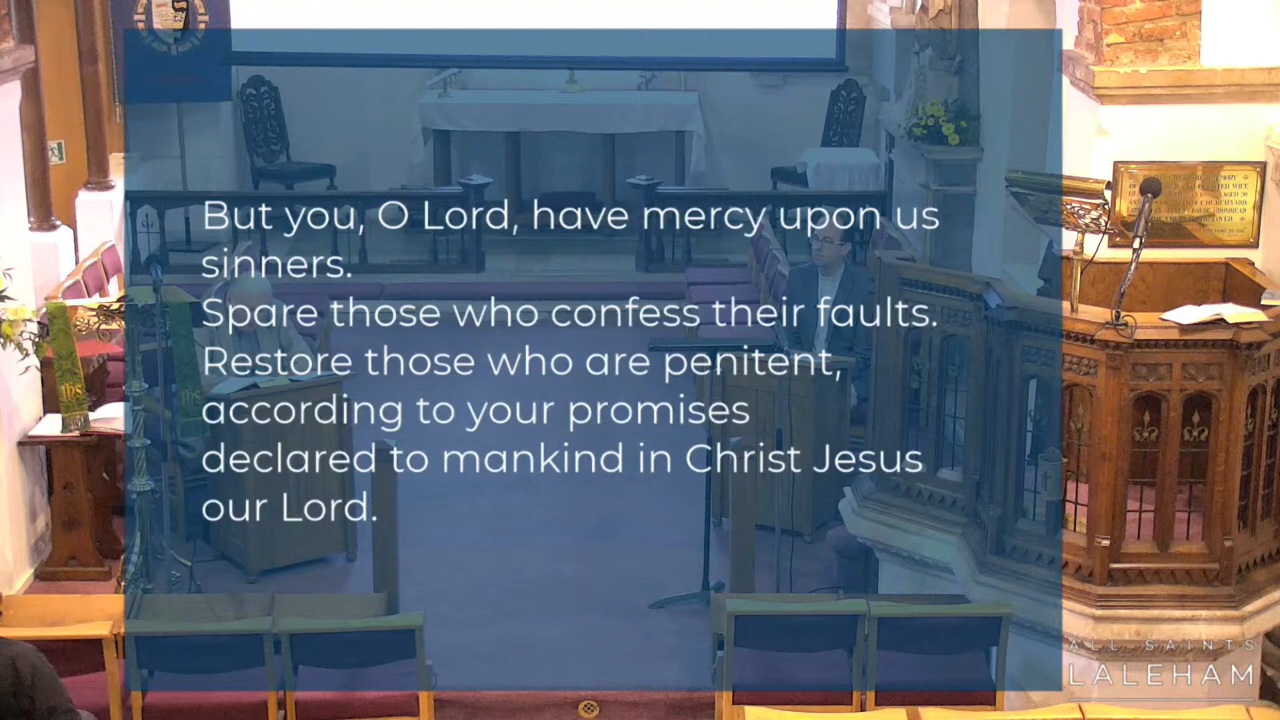 But you, O Lord, have mercy upon us
sinners.
Spare those who confess their faults.
Restore those who are penitent,
according to your promises
declared to mankind in Christ Jesus
our Lord.
ihs
ALL SAINTS
LALEHAM